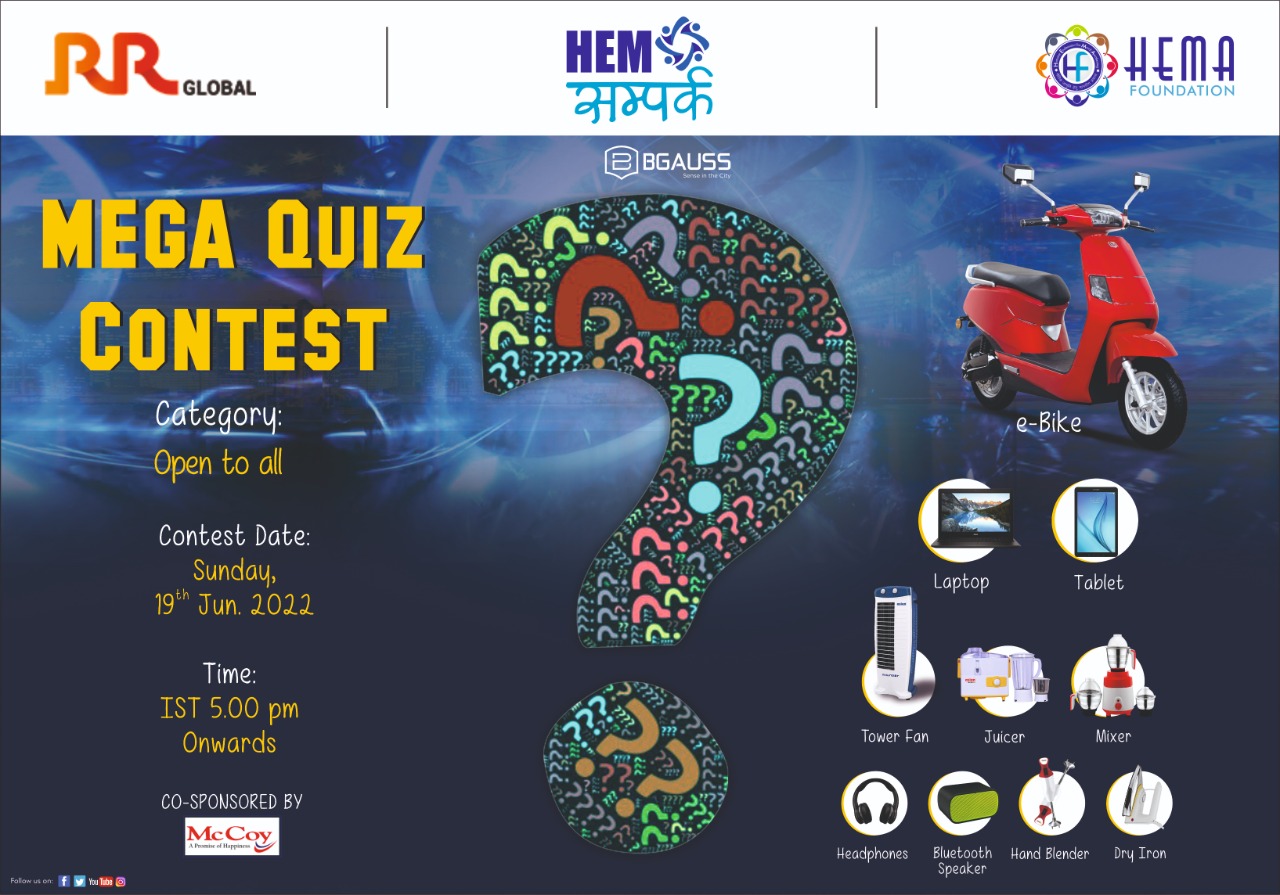 RR GLOBAL
HEM
सम्पर्क
HEMA
FOUNDATION
BGAUSS
Sense in the City
MEGA QUIZ
CONTEST
Category:
Open to all
Contest Date:
Sunday,
19th Jun. 2022
Time:
IST 5.00 pm
Onwards
CO-SPONSORED BY
McCoy
A Promise of Happiness
Follow us on:
You Tube
e-Bike
Laptop
Tablet
Tower Fan
Juicer
Mixer
Headphones
Bluetooth
Speaker
Hand Blender
Dry Iron